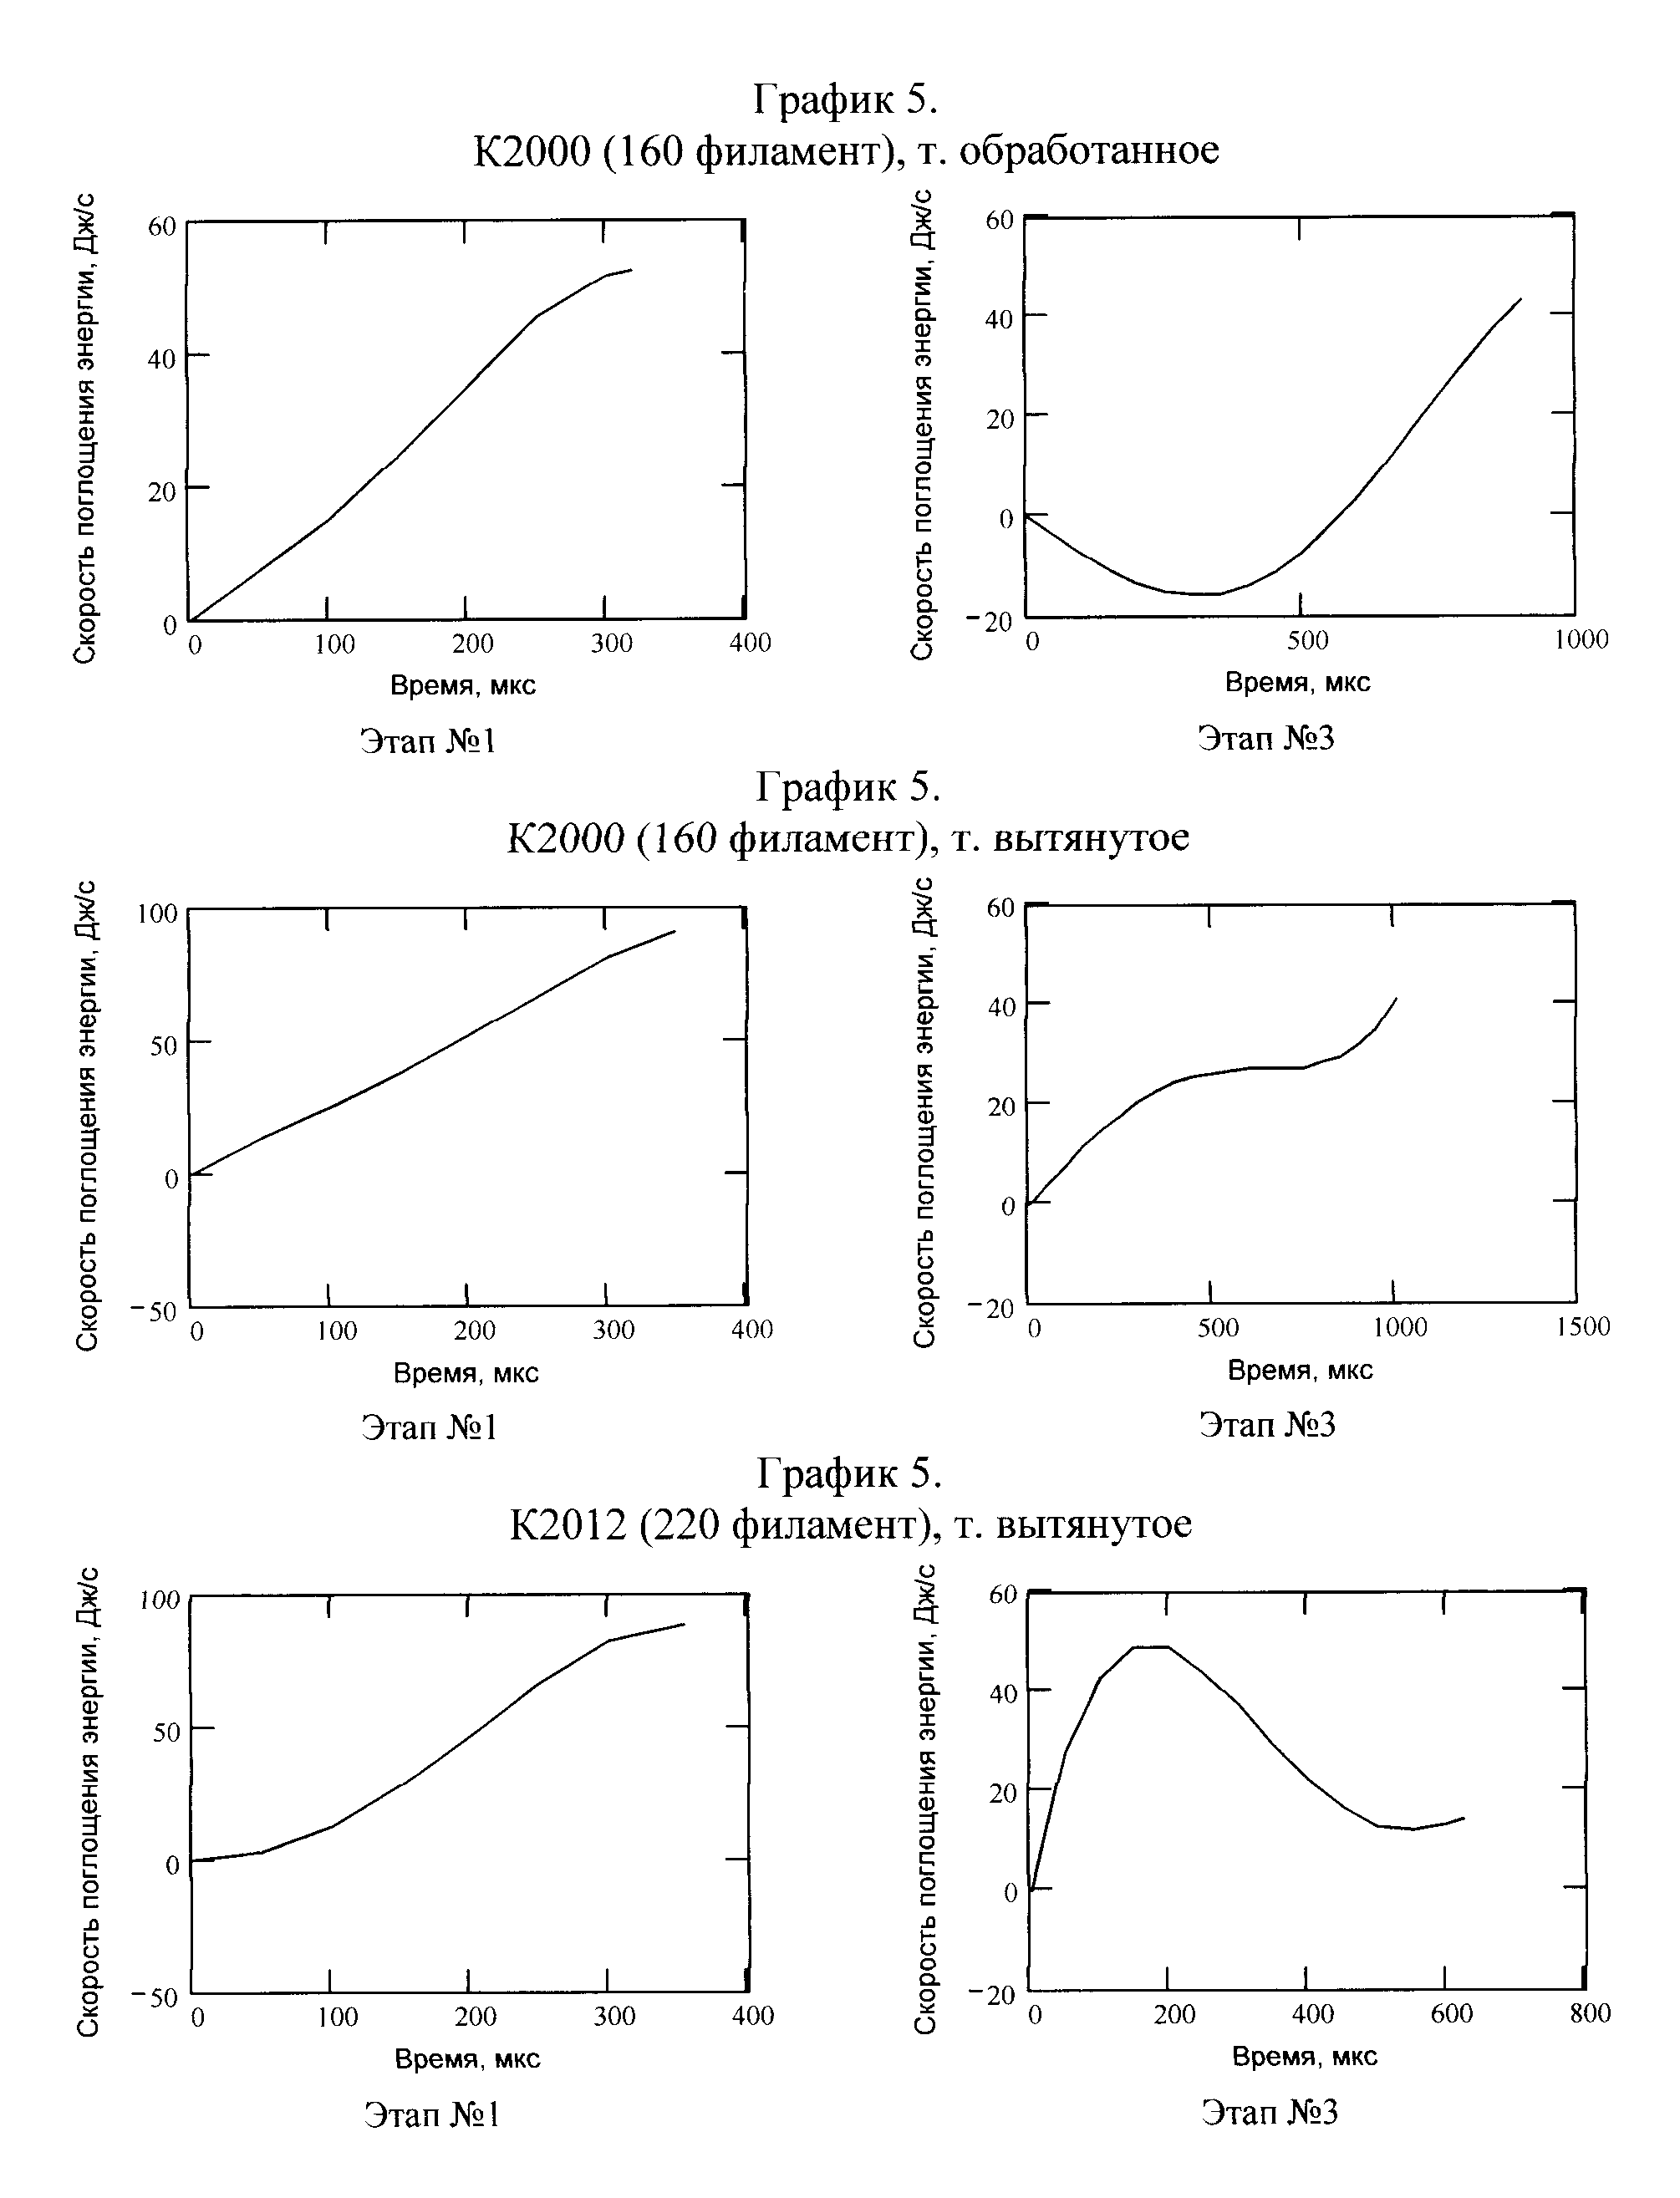 График 5.
К2000 (160 филамент), т. обработанное
Скорость поглощения энергии, Дж/с
60
40
20
0
0 100 200 300 400
Время, мкс
Этап №1
Скорость поглощения энергии, Дж/с
60
40
20
0
−20
0 500 1000
Время, мкс
Этап №3
График 5.
К2000 (160 филамент), т. вытянутое
Скорость поглощения энергии, Дж/с
100
50
0
−50
0 100 200 300 400
Время, мкс
Этап №1
Скорость поглощения энергии, Дж/с
60
40
20
0
−20
0 500 1000 1500
Время, мкс
Этап №3
График 5.
К2012 (220 филамент), т. вытянутое
Скорость поглощения энергии, Дж/с
100
50
0
−50
0 100 200 300 400
Время, мкс
Этап №1
Скорость поглощения энергии, Дж/с
60
40
20
0
−20
0 200 400 600 800
Время, мкс
Этап №3